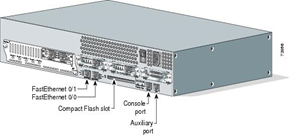 FastEthernet 0/1
FastEthernet 0/0
Compact Flash slot
Console
port
Auxiliary
port